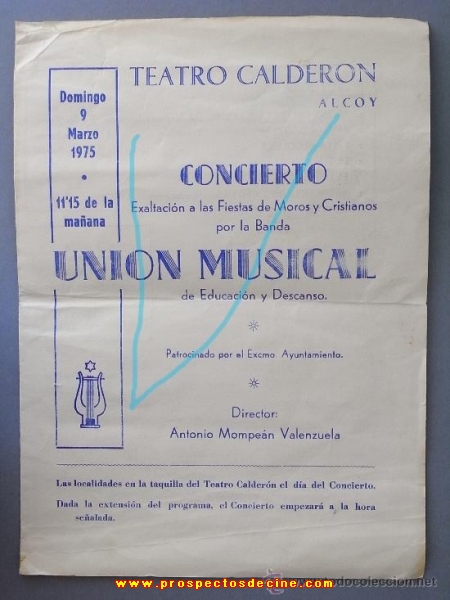 TEATRO CALDERON
ALCOY
Domingo
9
Marzo
1975
•
11'15 de la
mañana
CONCIERTO
Exaltación a las Fiestas de Moros y Cristianos
por la Banda
UNION MUSICAL
de Educación y Descanso.
Patrocinado por el Excmo Ayuntamiento.
Director:
Antonio Mompeán Valenzuela
Las localidades en la taquilla del Teatro Calderón el día del Concierto.
Dada la extensión del programa, el Concierto empezará a la hora
señalada.
www.prospectosdecine.com
todocoleccion.net